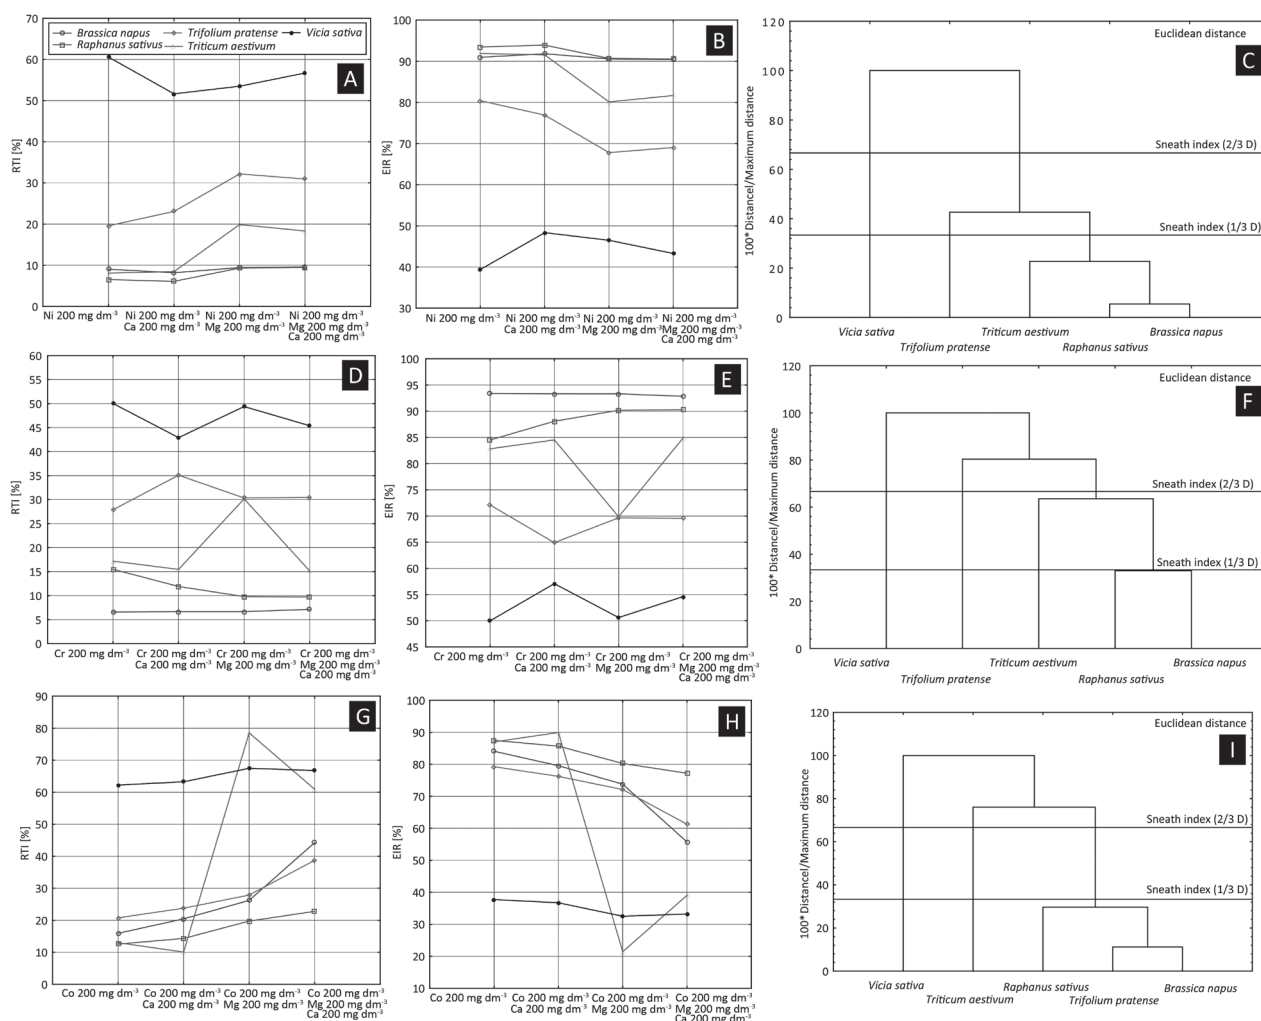 Brassica napus Trifolium pratense Vicia sativa
Raphanus sativus Triticum aestivum
A
RTI [%]
70
60
50
40
30
20
10
0
Ni 200 mg dm-3 Ni 200 mg dm-3 Ni 200 mg dm-3 Ni 200 mg dm-3
Ca 200 mg dm-3 Mg 200 mg dm-3 Mg 200 mg dm-3
Ca 200 mg dm-3
B
EIR [%]
100
90
80
70
60
50
40
30
Ni 200 mg dm-3 Ni 200 mg dm-3 Ni 200 mg dm-3 Ni 200 mg dm-3
Ca 200 mg dm-3 Mg 200 mg dm-3 Mg 200 mg dm-3
Ca 200 mg dm-3
Euclidean distance
C
100* Distancel/Maximum distance
120
100
80
60
40
20
0
Sneath index (2/3 D)
Sneath index (1/3 D)
Vicia sativa Triticum aestivum Brassica napus
Trifolium pratense Raphanus sativus
D
RTI [%]
60
55
50
45
40
35
30
25
20
15
10
5
0
Cr 200 mg dm-3 Cr 200 mg dm-3 Cr 200 mg dm-3 Cr 200 mg dm-3
Ca 200 mg dm-3 Mg 200 mg dm-3 Mg 200 mg dm-3
Ca 200 mg dm-3
E
EIR [%]
100
95
90
85
80
75
70
65
60
55
50
45
Cr 200 mg dm-3 Cr 200 mg dm-3 Cr 200 mg dm-3 Cr 200 mg dm-3
Ca 200 mg dm-3 Mg 200 mg dm-3 Mg 200 mg dm-3
Ca 200 mg dm-3
Euclidean distance
F
100* Distancel/Maximum distance
120
100
80
60
40
20
0
Sneath index (2/3 D)
Sneath index (1/3 D)
Vicia sativa Triticum aestivum Brassica napus
Trifolium pratense Raphanus sativus
G
RTI [%]
90
80
70
60
50
40
30
20
10
0
Co 200 mg dm-3 Co 200 mg dm-3 Co 200 mg dm-3 Co 200 mg dm-3
Ca 200 mg dm-3 Mg 200 mg dm-3 Mg 200 mg dm-3
Ca 200 mg dm-3
H
EIR [%]
100
90
80
70
60
50
40
30
20
10
Co 200 mg dm-3 Co 200 mg dm-3 Co 200 mg dm-3 Co 200 mg dm-3
Ca 200 mg dm-3 Mg 200 mg dm-3 Mg 200 mg dm-3
Ca 200 mg dm-3
Euclidean distance
I
100* Distancel/Maximum distance
120
100
80
60
40
20
0
Sneath index (2/3 D)
Sneath index (1/3 D)
Vicia sativa Raphanus sativus Brassica napus
Triticum aestivum Trifolium pratense